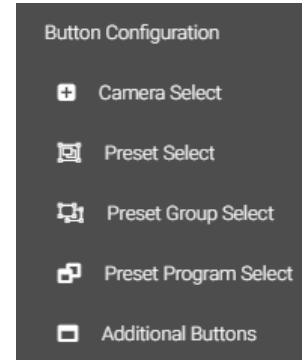 Button Configuration
Camera Select
Preset Select
Preset Group Select
Preset Program Select
Additional Buttons